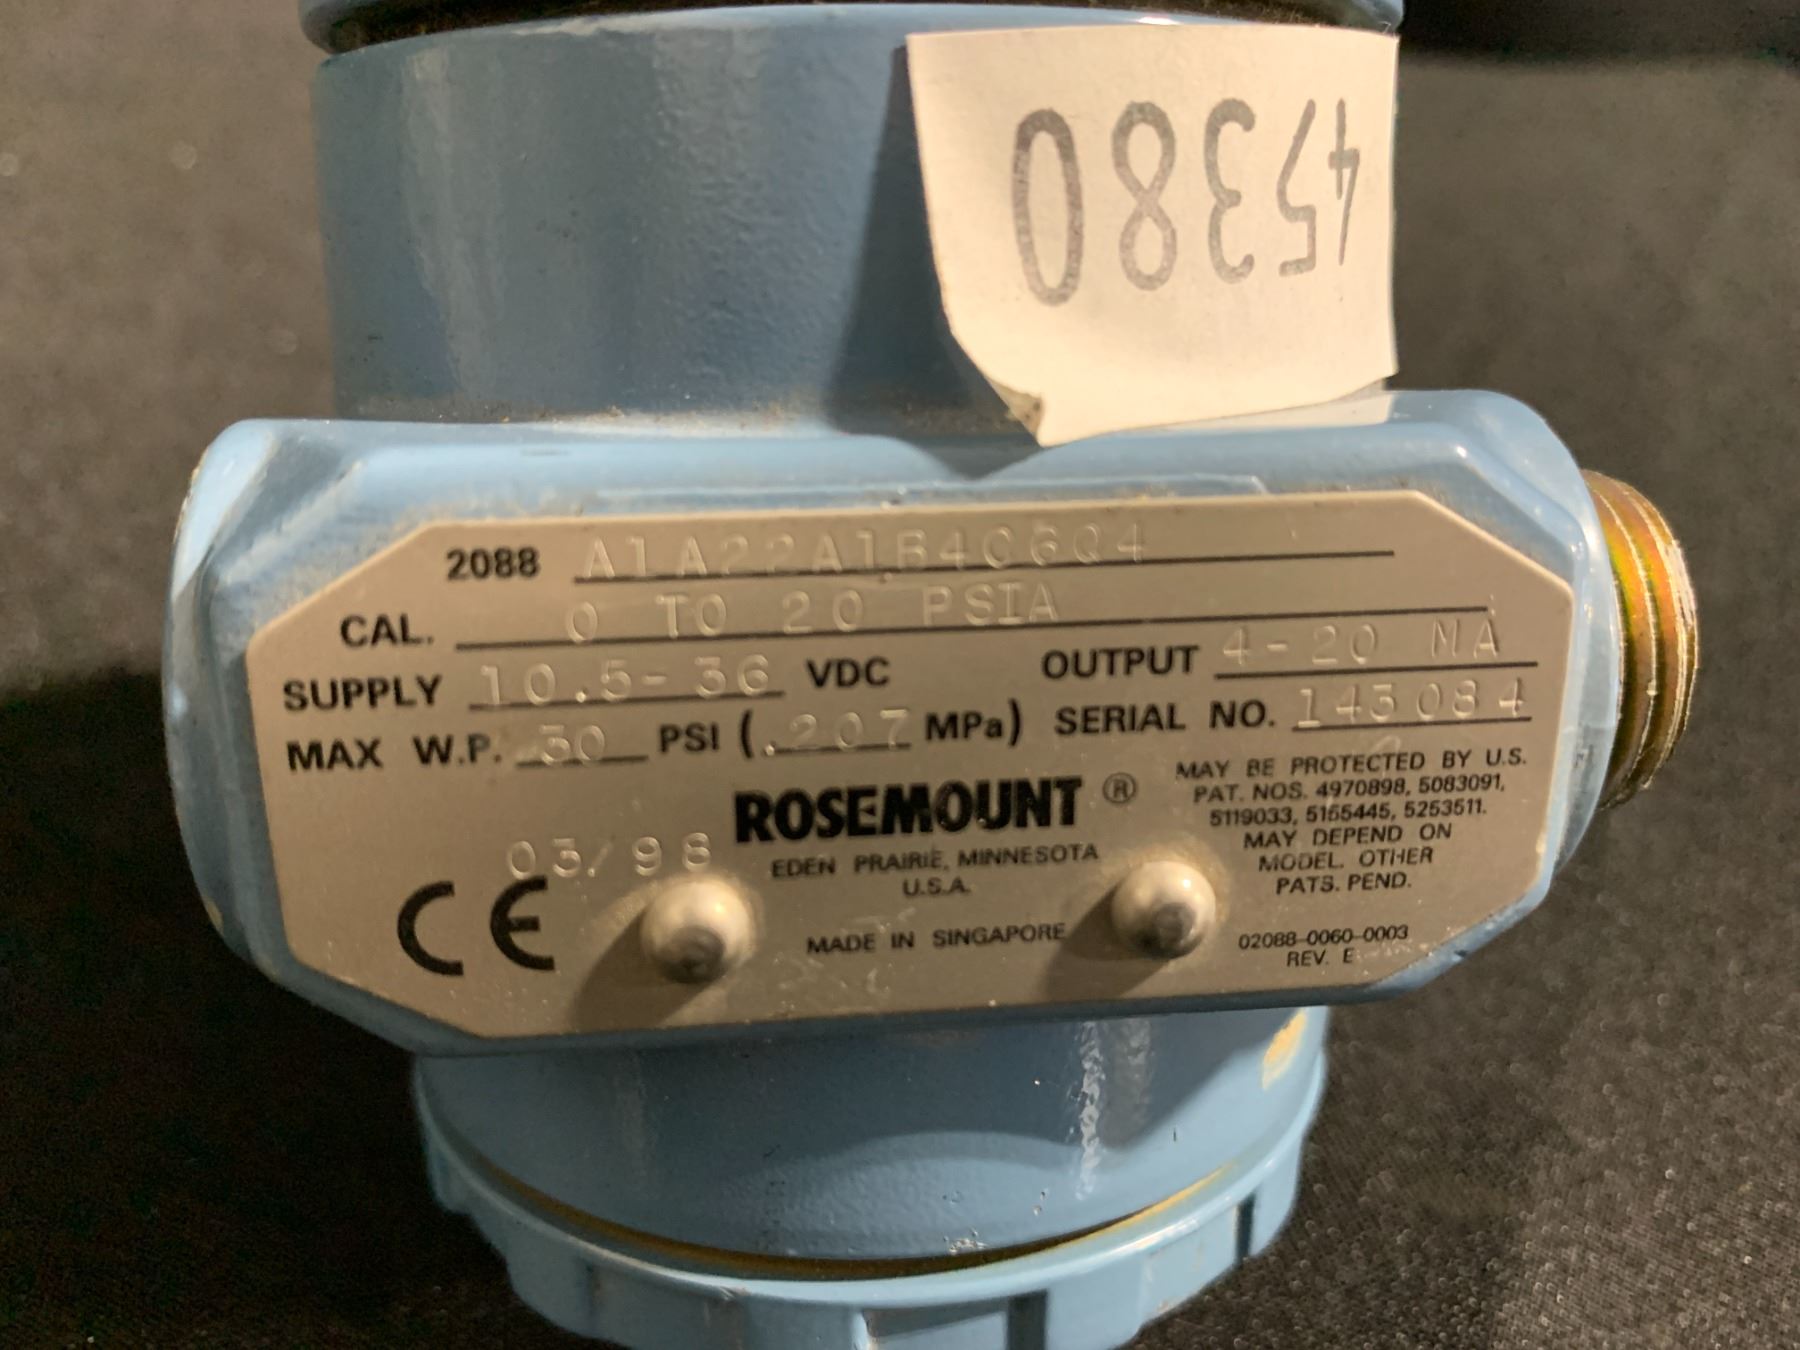 45380
2088 A1A22A1B4C6Q4
CAL. 0 TO 20 PSIA
SUPPLY 10.5-36 VDC OUTPUT 4-20 MA
MAX W.P. 30 PSI (.207 MPa) SERIAL NO. 143084
ROSEMOUNT ®
EDEN PRAIRIE, MINNESOTA
U.S.A.
MADE IN SINGAPORE
03/98
CE
MAY BE PROTECTED BY U.S.
PAT. NOS. 4970898, 5083091,
5119033, 5155445, 5253511.
MAY DEPEND ON
MODEL. OTHER
PATS. PEND.
02088-0060-0003
REV. E